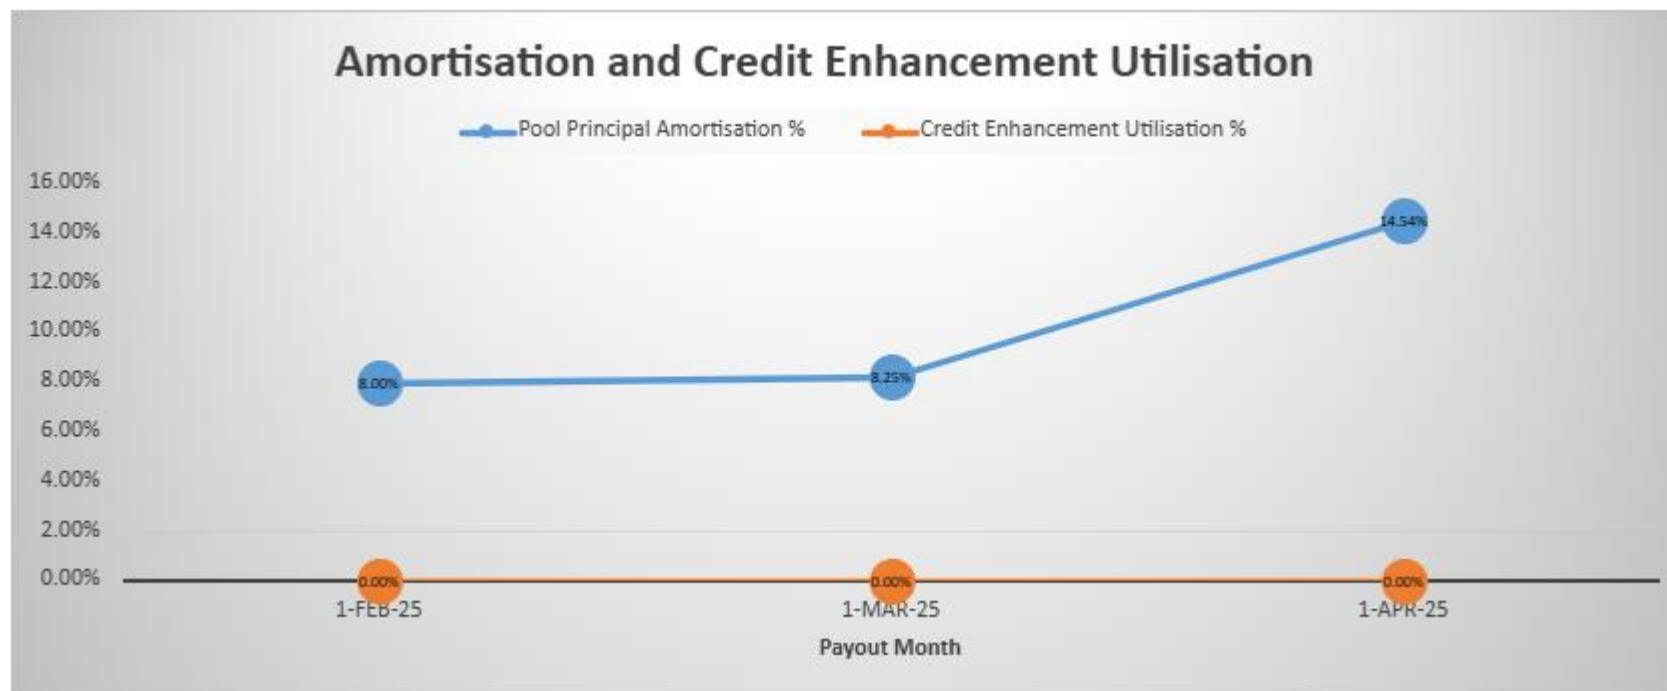 Amortisation and Credit Enhancement Utilisation
Pool Principal Amortisation % Credit Enhancement Utilisation %
16.00%
14.00%
12.00%
10.00%
8.00%
6.00%
4.00%
2.00%
0.00%
8.00% 8.25% 14.54%
0.00% 0.00% 0.00%
1-FEB-25 1-MAR-25 1-APR-25
Payout Month